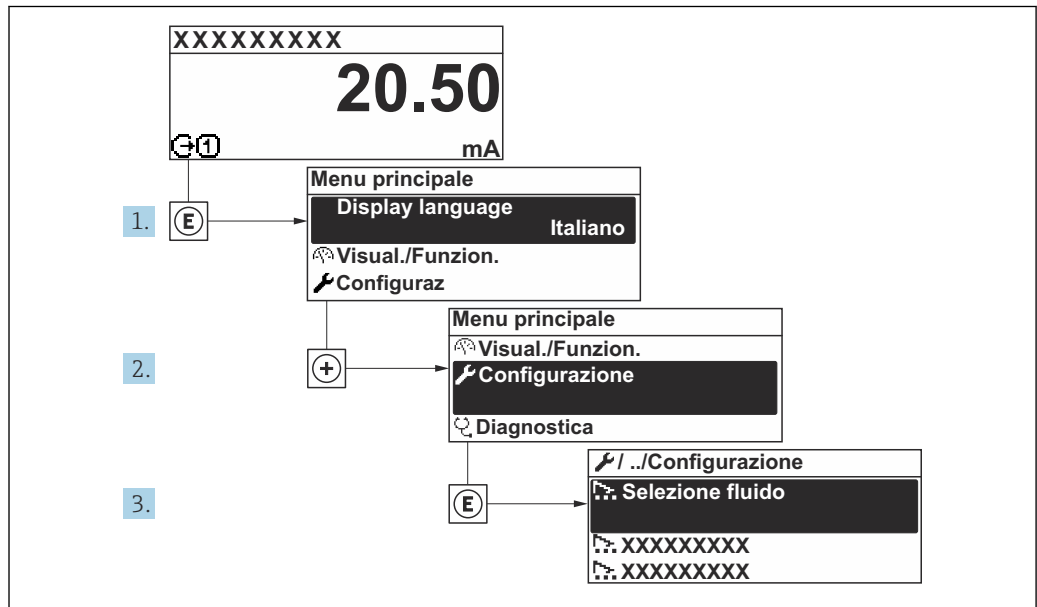 XXXXXXXXX
20.50
1
mA
Menu principale
1.
E
Display language
Italiano
Visual./Funzion.
Configuraz
Menu principale
Visual./Funzion.
2.
+
Configurazione
Diagnostica
/ ../Configurazione
3.
E
Selezione fluido
XXXXXXXXX
XXXXXXXXX